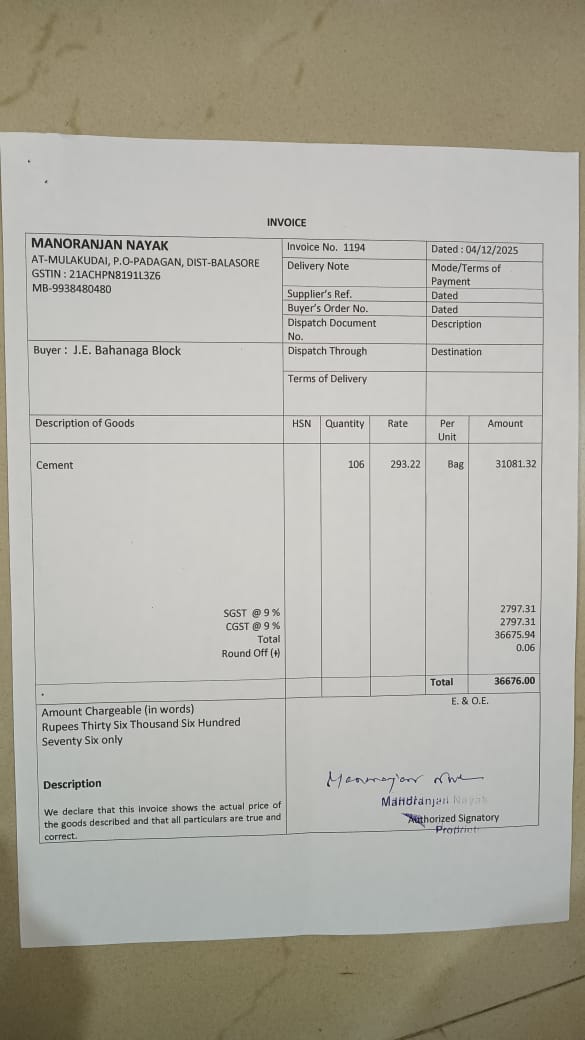 INVOICE
MANORANJAN NAYAK
AT-MULAKUDAI, P.O-PADAGAN, DIST-BALASORE
GSTIN : 21ACHPN8191L3Z6
MB-9938480480
Invoice No. 1194
Dated : 04/12/2025
Delivery Note
Mode/Terms of
Payment
Supplier's Ref.
Dated
Buyer's Order No.
Dated
Dispatch Document
No.
Description
Buyer : J.E. Bahanaga Block
Dispatch Through
Destination
Terms of Delivery
Description of Goods HSN Quantity Rate Per Unit Amount
Cement 106 293.22 Bag 31081.32
SGST @ 9 % 2797.31
CGST @ 9 % 2797.31
Total 36675.94
Round Off (+) 0.06
Total 36676.00
Amount Chargeable (in words)
Rupees Thirty Six Thousand Six Hundred
Seventy Six only
E. & O.E.
Description
We declare that this invoice shows the actual price of
the goods described and that all particulars are true and
correct.
Manoranjan Nayak
Authorized Signatory